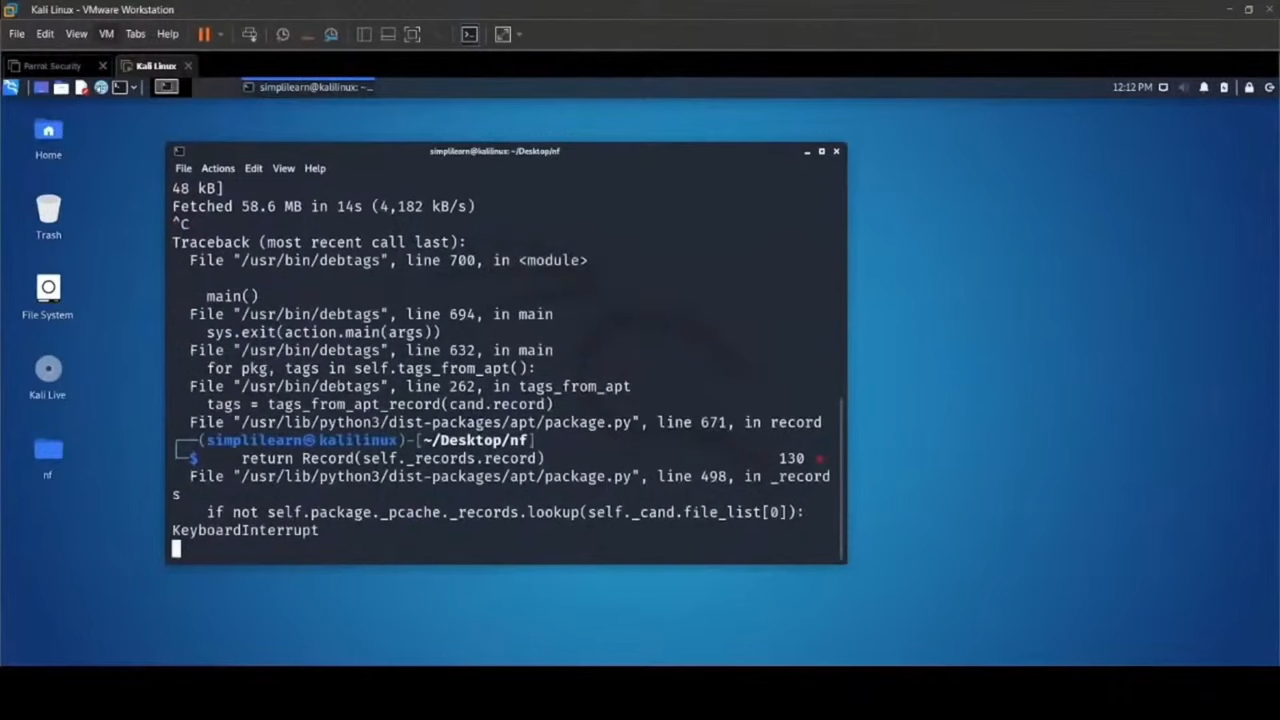 Kali Linux - VMware Workstation
File Edit View VM Tabs Help
Parrot Security
Kali Linux
simplilearn@kalilinux: ~...
12:12 PM
Home
Trash
File System
Kali Live
nf
simplilearn@kalilinux: ~/Desktop/nf
File Actions Edit View Help
48 kB]
Fetched 58.6 MB in 14s (4,182 kB/s)
^C
Traceback (most recent call last):
File "/usr/bin/debtags", line 700, in <module>
main()
File "/usr/bin/debtags", line 694, in main
sys.exit(action.main(args))
File "/usr/bin/debtags", line 632, in main
for pkg, tags in self.tags_from_apt():
File "/usr/bin/debtags", line 262, in tags_from_apt
tags = tags_from_apt_record(cand.record)
File "/usr/lib/python3/dist-packages/apt/package.py", line 671, in record
(simplilearn㉿kalilinux)-[~/Desktop/nf]
$ return Record(self._records.record) 130
File "/usr/lib/python3/dist-packages/apt/package.py", line 498, in _record
s
if not self.package._pcache._records.lookup(self._cand.file_list[0]):
KeyboardInterrupt